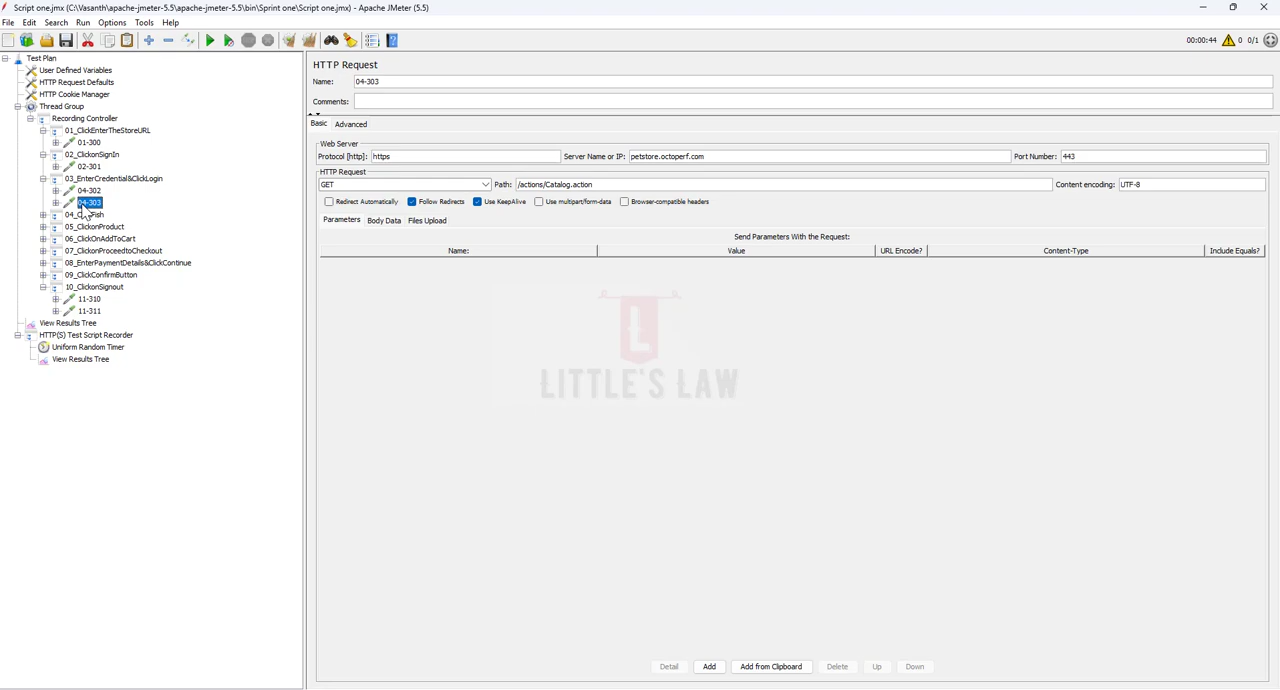 Script one.jmx (C:\Vasanth\apache-jmeter-5.5\apache-jmeter-5.5\bin\Sprint one\Script one.jmx) - Apache JMeter (5.5)
File Edit Search Run Options Tools Help
00:00:44 0 0/1
Test Plan
User Defined Variables
HTTP Request Defaults
HTTP Cookie Manager
Thread Group
Recording Controller
01_ClickEnterTheStoreURL
01-300
02_ClickonSignIn
02-301
03_EnterCredential&ClickLogin
04-302
04-303
05_ClickonProduct
06_ClickOnAddToCart
07_ClickonProceedtoCheckout
08_EnterPaymentDetails&ClickContinue
09_ClickConfirmButton
10_ClickonSignout
11-310
11-311
View Results Tree
HTTP(S) Test Script Recorder
Uniform Random Timer
View Results Tree
HTTP Request
Name: 04-303
Comments:
Basic Advanced
Web Server
Protocol [http]: https Server Name or IP: petstore.octoperf.com Port Number: 443
HTTP Request
GET Path: /actions/Catalog.action Content encoding: UTF-8
Redirect Automatically Follow Redirects Use KeepAlive Use multipart/form-data Browser-compatible headers
Parameters Body Data Files Upload
Send Parameters With the Request:
Name: Value URL Encode? Content-Type Include Equals?
L
LITTLE'S LAW
Detail Add Add from Clipboard Delete Up Down